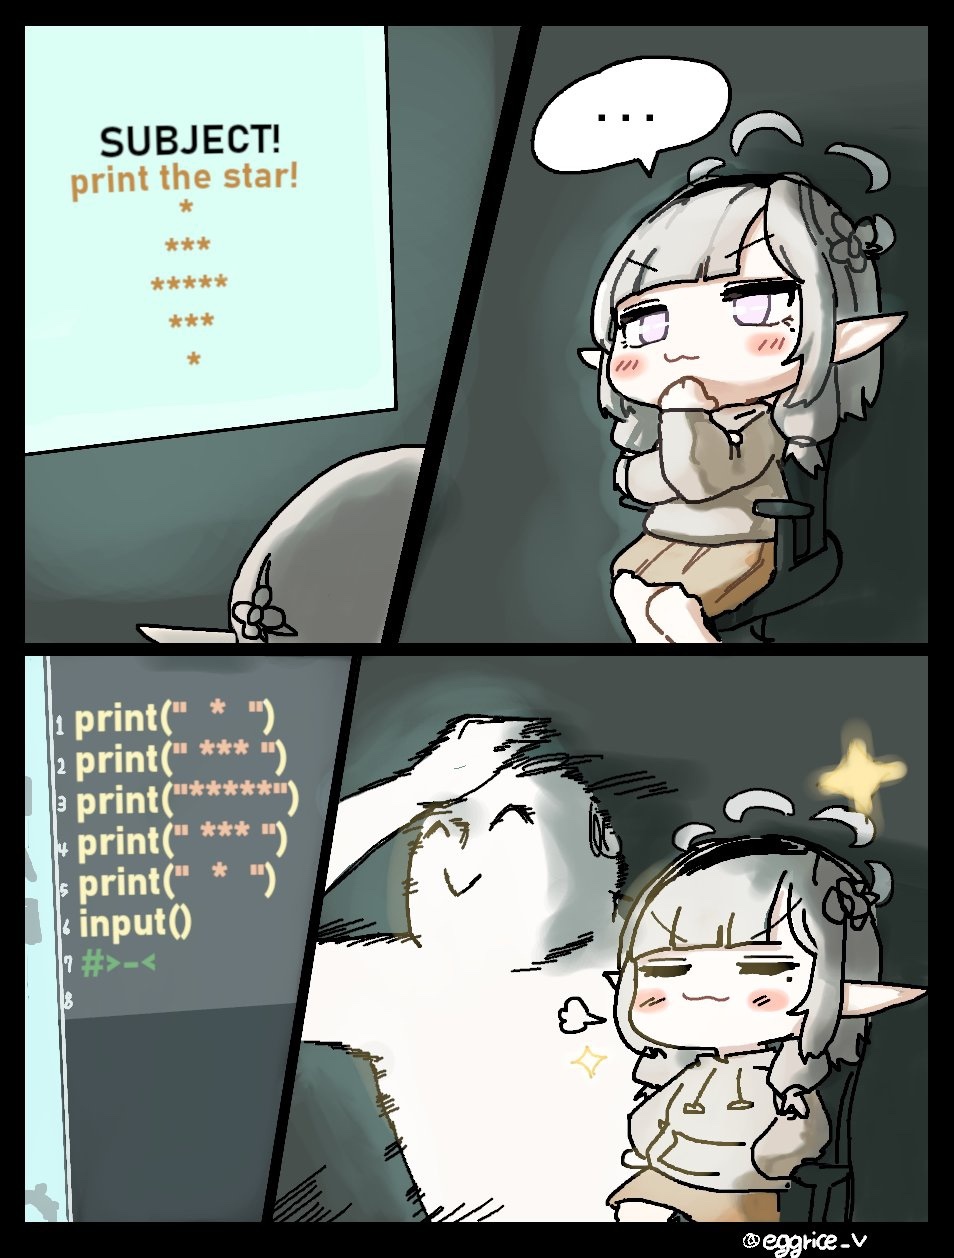 SUBJECT!
print the star!
*
***
*****
***
*
...
1 print("  *  ")
2 print(" *** ")
3 print("*****")
4 print(" *** ")
5 print("  *  ")
6 input()
7 #>-<
8
@eggrice_v